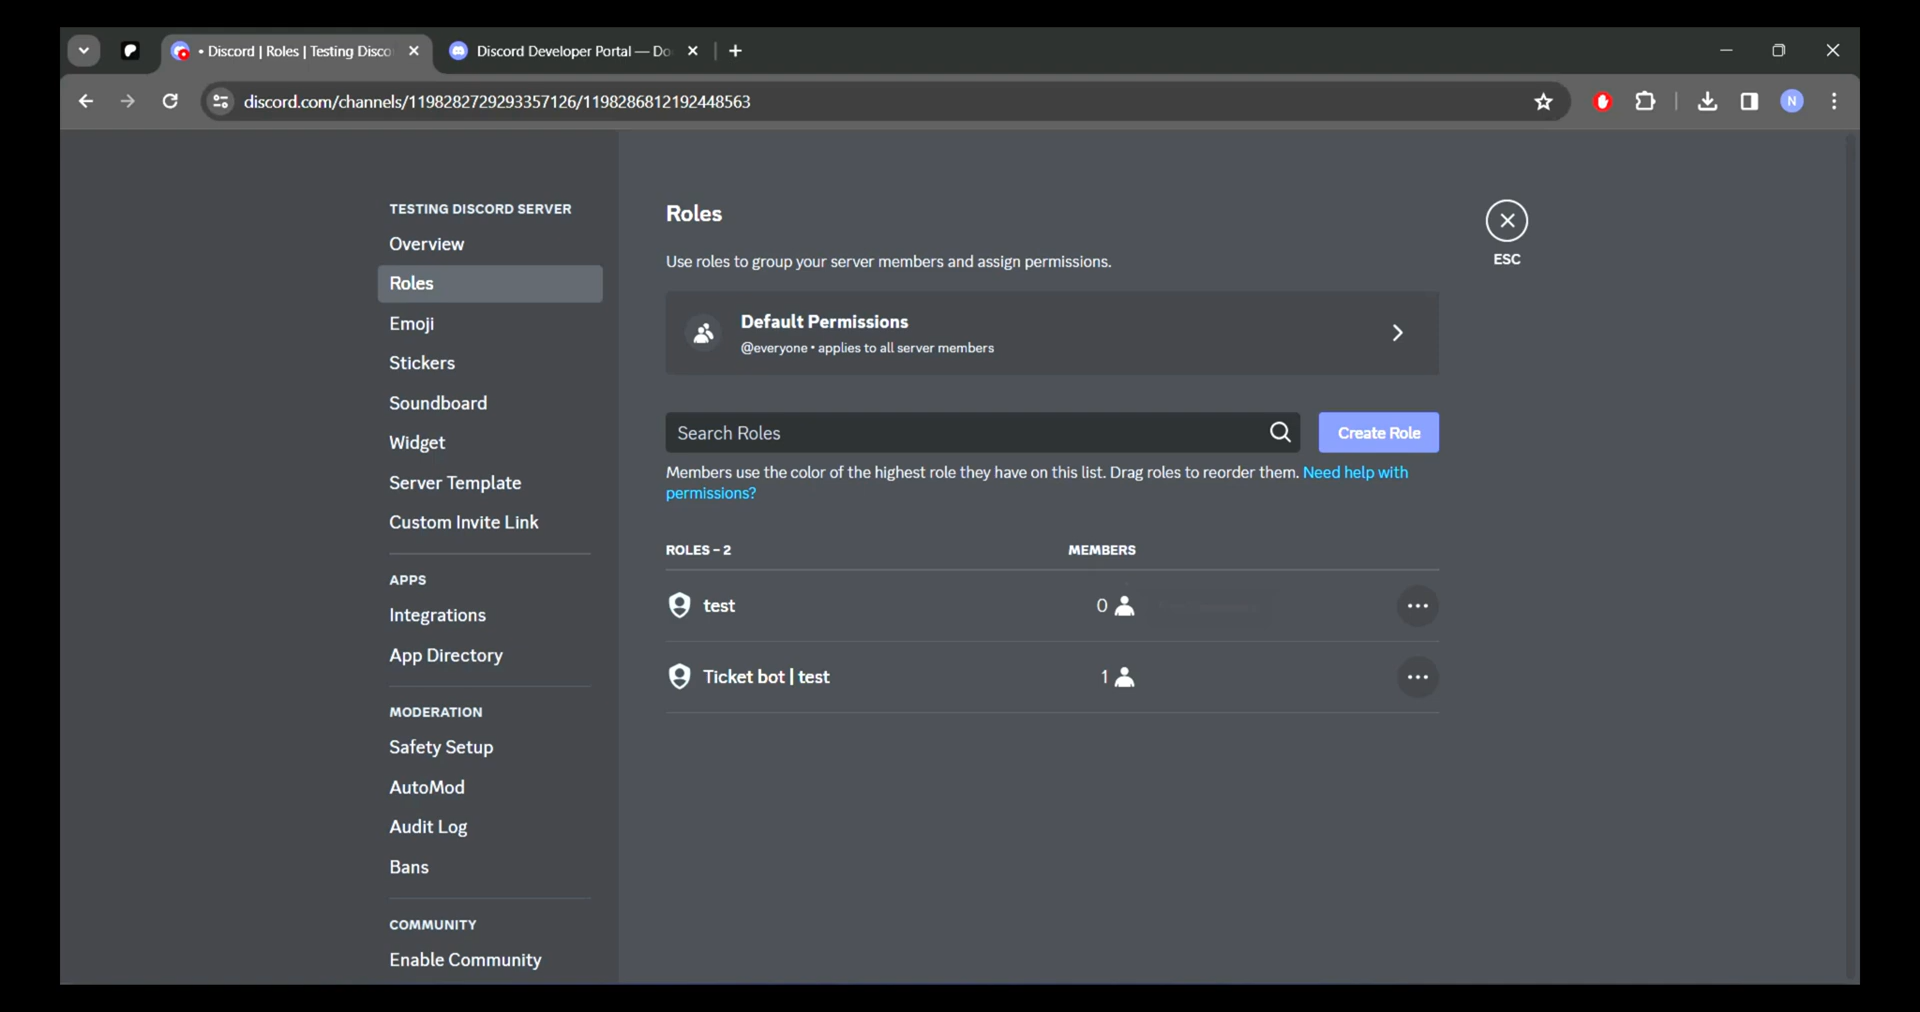 • Discord | Roles | Testing Disco
Discord Developer Portal — Do
discord.com/channels/1198282729293357126/1198286812192448563
N
TESTING DISCORD SERVER
Overview
Roles
Emoji
Stickers
Soundboard
Widget
Server Template
Custom Invite Link
APPS
Integrations
App Directory
MODERATION
Safety Setup
AutoMod
Audit Log
Bans
COMMUNITY
Enable Community
Roles
ESC
Use roles to group your server members and assign permissions.
Default Permissions
@everyone • applies to all server members
Search Roles
Create Role
Members use the color of the highest role they have on this list. Drag roles to reorder them. Need help with
permissions?
ROLES – 2 MEMBERS
test 0
Ticket bot | test 1